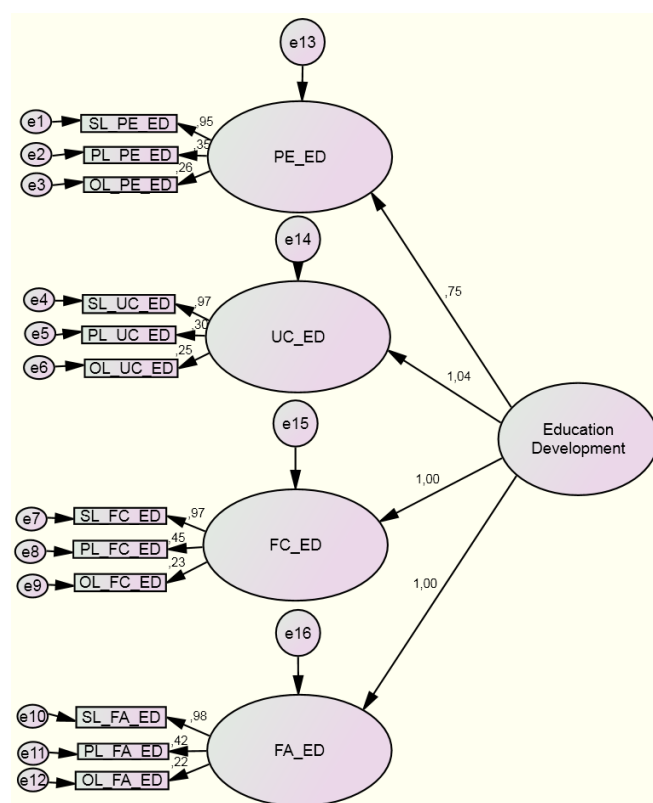 e13
e1
SL_PE_ED
,95
e2
PL_PE_ED
,35
e3
OL_PE_ED
,26
PE_ED
,75
e14
e4
SL_UC_ED
,97
e5
PL_UC_ED
,30
e6
OL_UC_ED
,25
UC_ED
1,04
Education
Development
e15
e7
SL_FC_ED
,97
e8
PL_FC_ED
,45
e9
OL_FC_ED
,23
FC_ED
1,00
e16
e10
SL_FA_ED
,98
e11
PL_FA_ED
,42
e12
OL_FA_ED
,22
FA_ED
1,00